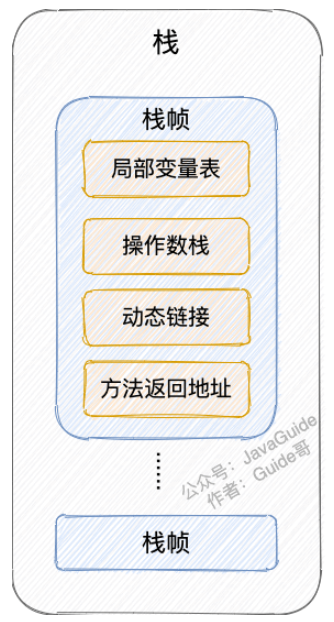 栈
栈帧
局部变量表
操作数栈
动态链接
方法返回地址
......
公众号：JavaGuide
作者：Guide哥
栈帧